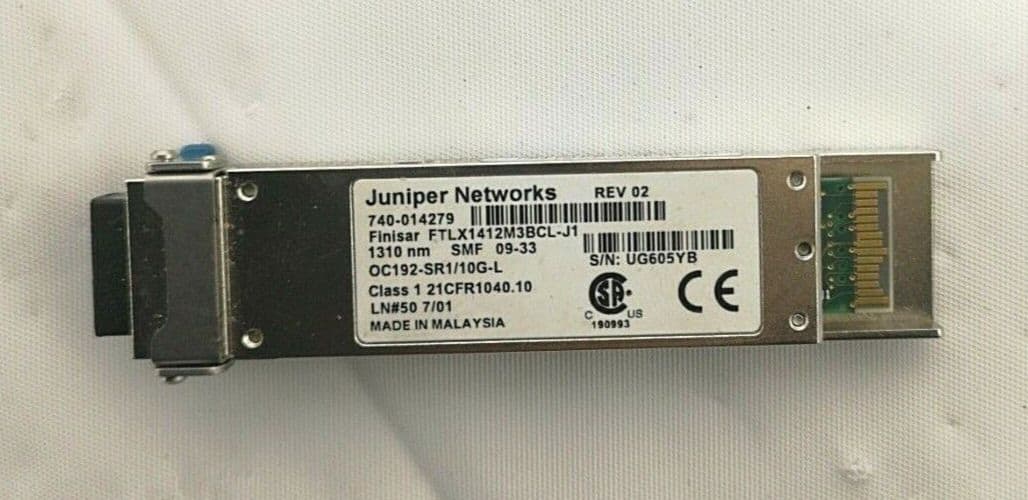 Juniper Networks REV 02
740-014279
Finisar FTLX1412M3BCL-J1
1310 nm SMF 09-33
S/N: UG605YB
OC192-SR1/10G-L
Class 1 21CFR1040.10
LN#50 7/01
MADE IN MALAYSIA
SA
C US
190993
CE